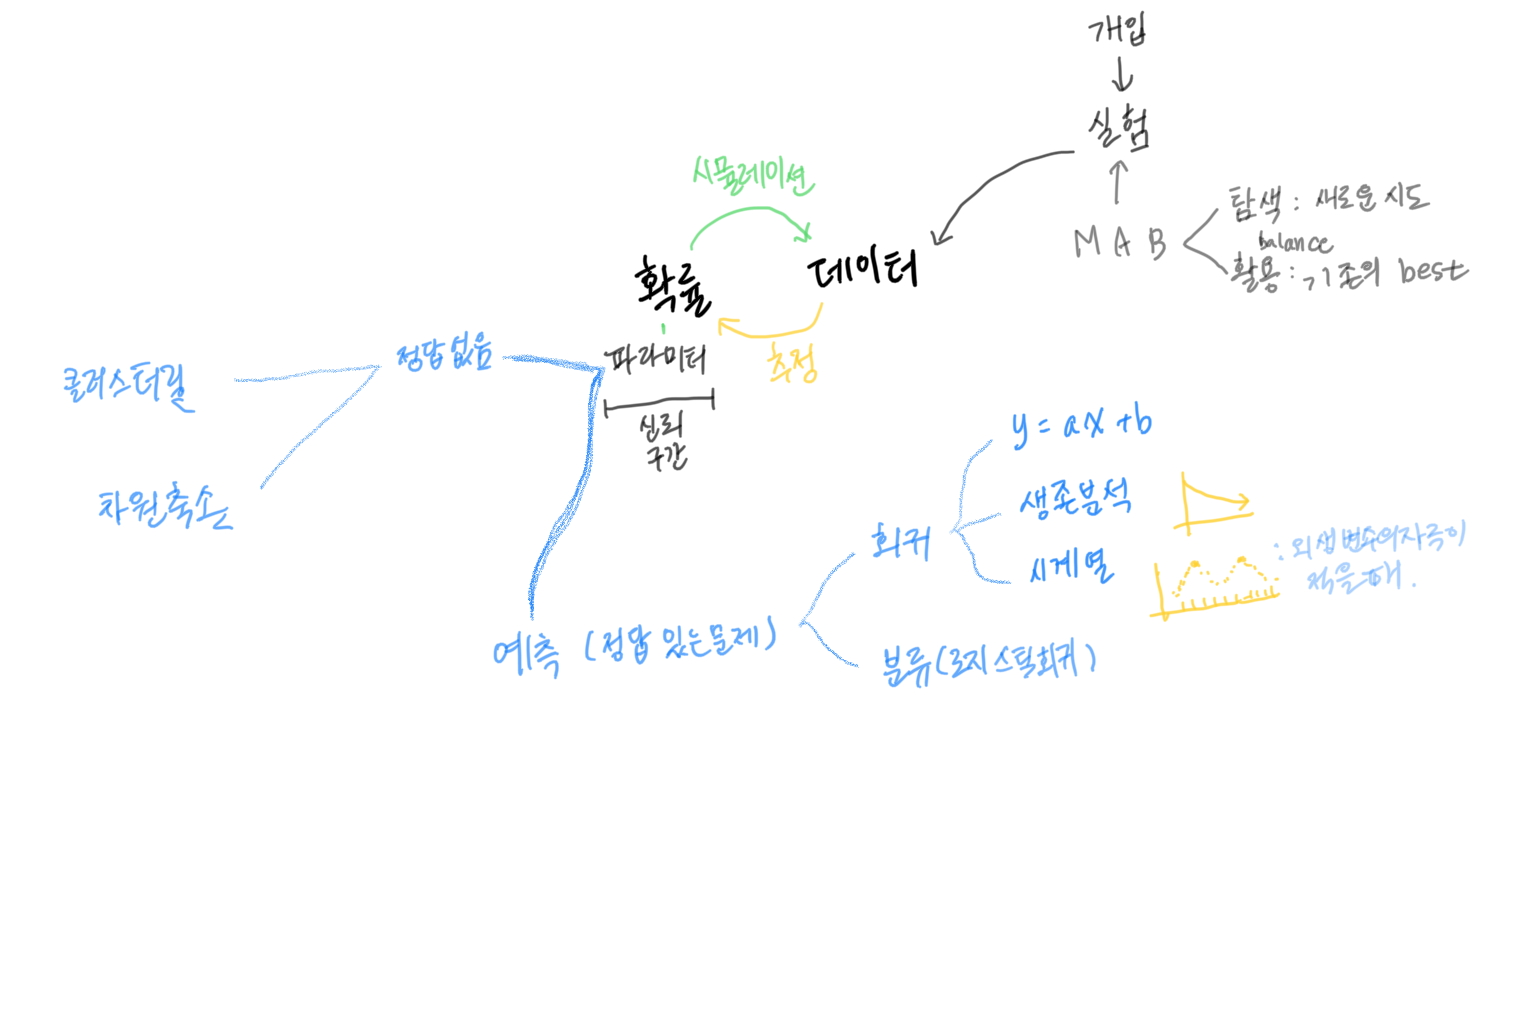 개입
실험
시뮬레이션
MAB
탐색 : 새로운 시도
balance
활용 : 기존의 best
확률
데이터
추정
파라미터
신뢰
구간
정답없음
클러스터링
차원축소
y = ax + b
생존분석
회귀
시계열
: 외생변수의 자극이
적을 때.
예측 (정답 있는 문제)
분류 (로지스틱회귀)